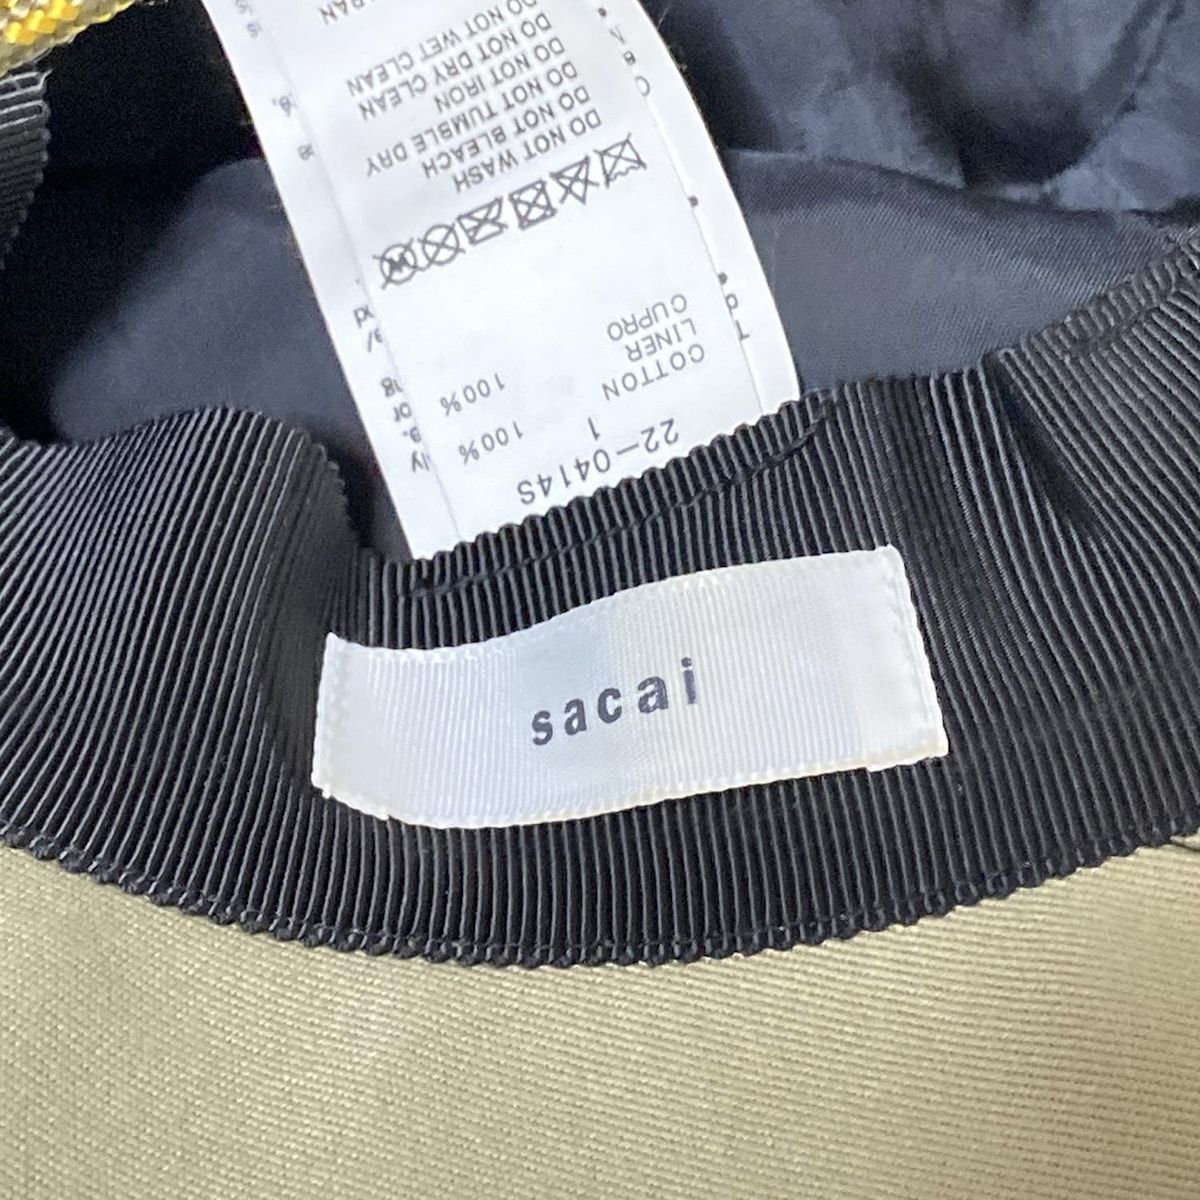 sacai
22-04144S
1
COTTON 100%
LINER
CUPRO 100%
DO NOT WASH
DO NOT BLEACH
DO NOT TUMBLE DRY
DO NOT IRON
DO NOT DRY CLEAN
DO NOT WET CLEAN